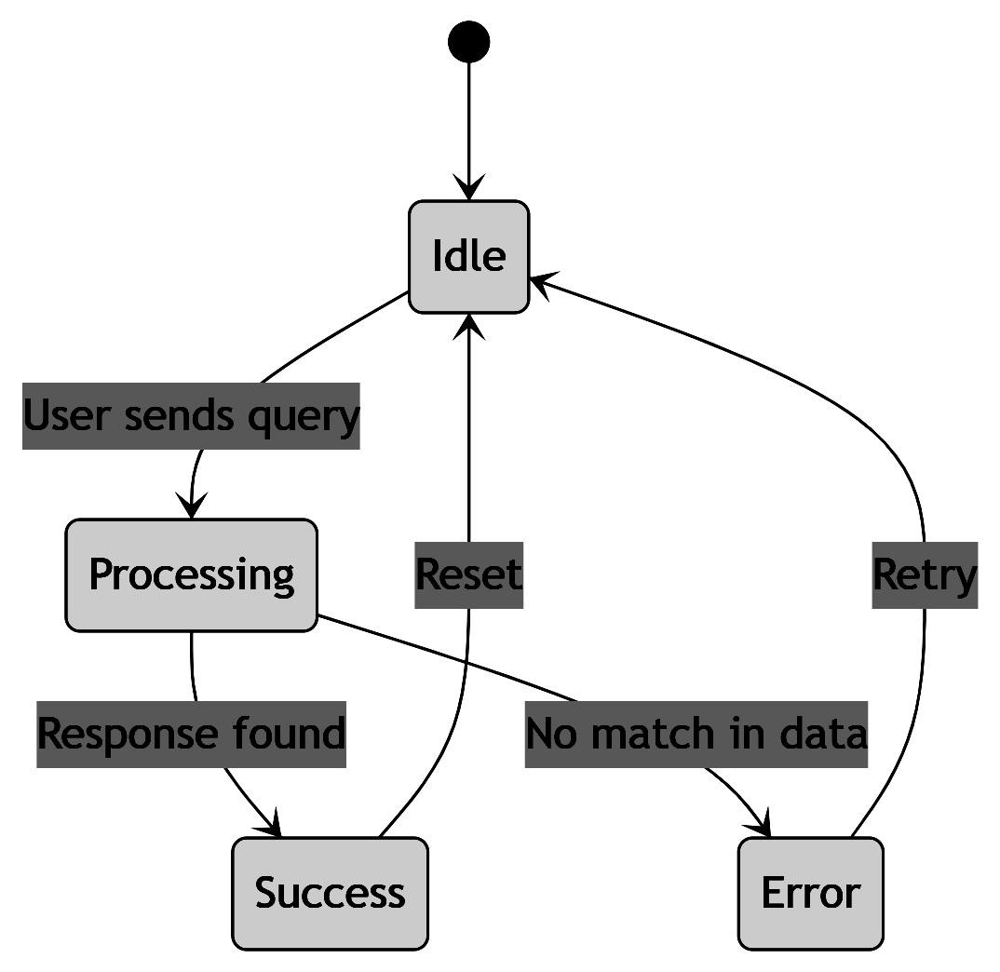 Idle
User sends query
Processing
Reset
Retry
Response found
No match in data
Success
Error